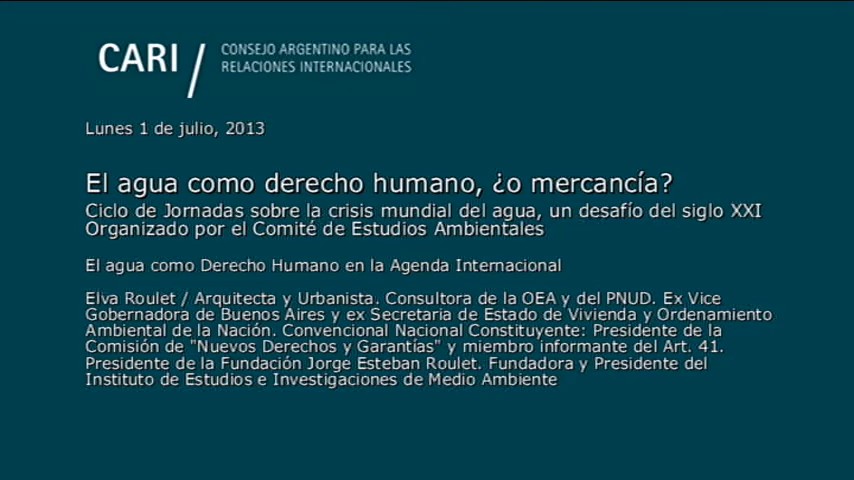 CARI / CONSEJO ARGENTINO PARA LAS
RELACIONES INTERNACIONALES
Lunes 1 de julio, 2013
El agua como derecho humano, ¿o mercancía?
Ciclo de Jornadas sobre la crisis mundial del agua, un desafío del siglo XXI
Organizado por el Comité de Estudios Ambientales
El agua como Derecho Humano en la Agenda Internacional
Elva Roulet / Arquitecta y Urbanista. Consultora de la OEA y del PNUD. Ex Vice
Gobernadora de Buenos Aires y ex Secretaria de Estado de Vivienda y Ordenamiento
Ambiental de la Nación. Convencional Nacional Constituyente: Presidente de la
Comisión de "Nuevos Derechos y Garantías" y miembro informante del Art. 41.
Presidente de la Fundación Jorge Esteban Roulet. Fundadora y Presidente del
Instituto de Estudios e Investigaciones de Medio Ambiente